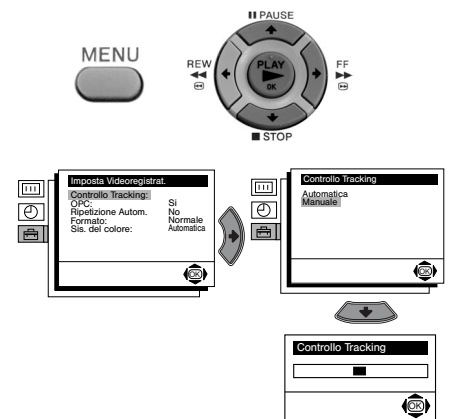 PAUSE
MENU
REW
PLAY
OK
FF
STOP
Imposta Videoregistrat.
Controllo Tracking:
OPC: Si
Ripetizione Autom. No
Formato: Normale
Sis. del colore: Automatica
OK
Controllo Tracking
Automatica
Manuale
OK
Controllo Tracking
OK